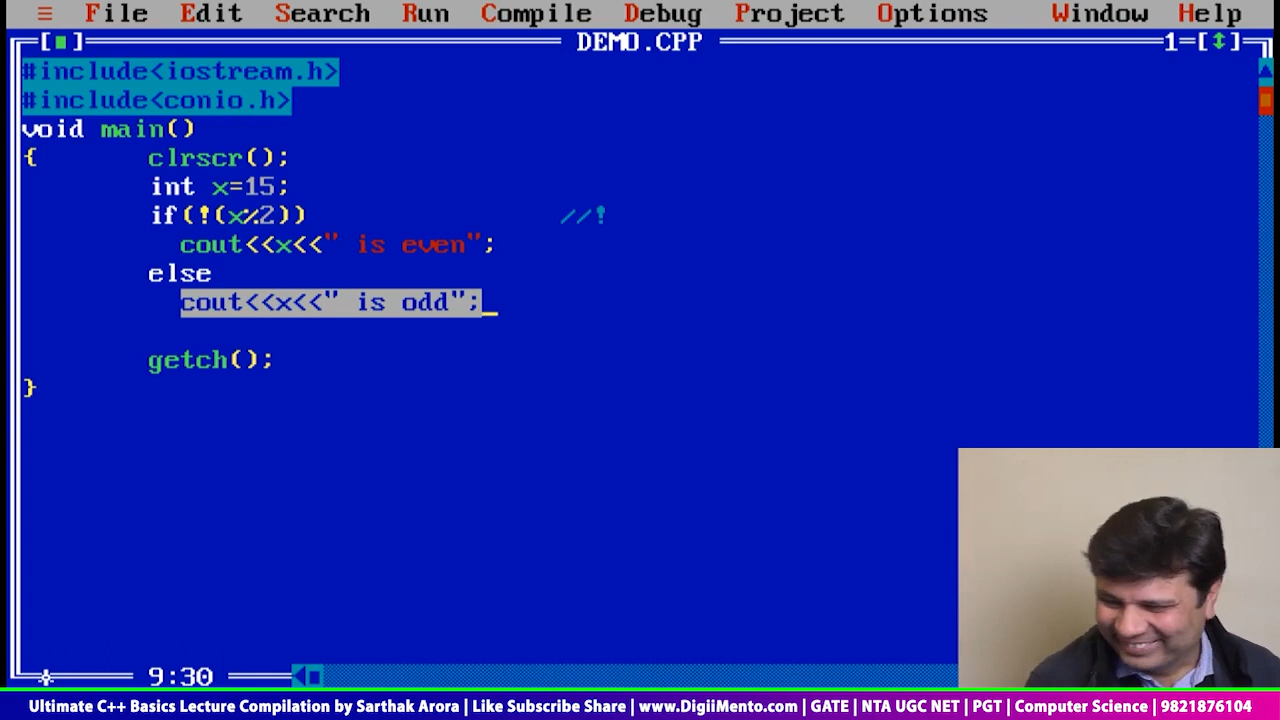 ≡ File Edit Search Run Compile Debug Project Options Window Help
[■] DEMO.CPP 1=[↕]
#include<iostream.h>
#include<conio.h>
void main()
{ clrscr();
int x=15;
if(!(x%2)) //!
cout<<x<<" is even";
else
cout<<x<<" is odd";
getch();
}
9:30
Ultimate C++ Basics Lecture Compilation by Sarthak Arora | Like Subscribe Share | www.DigiiMento.com | GATE | NTA UGC NET | PGT | Computer Science | 9821876104